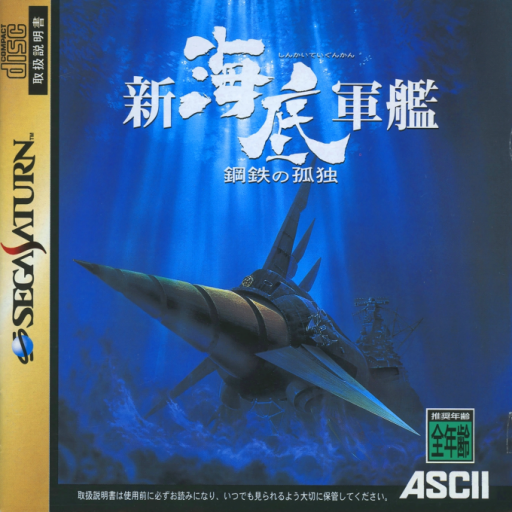 COMPACT
disc
取扱説明書
しんかいていぐんかん
新海底軍艦
鋼鉄の孤独
SEGA SATURN™
推奨年齢
全年齢
取扱説明書は使用前に必ずお読みになり、いつでも見られるよう大切に保管してください。
ASCII